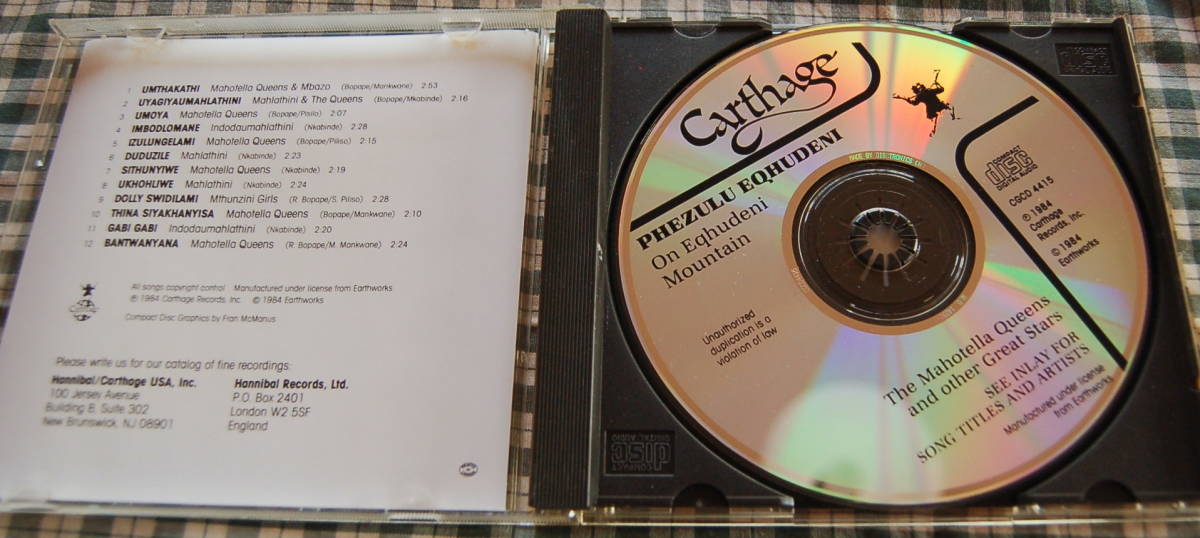 1 UMTHAKATHI Mahotella Queens & Mbazo (Bopape/Mankwane) 2:53
2 UYAGIYAUMAHLATHINI Mahlathini & The Queens (Bopape/Mkabinde) 2:16
3 UMOYA Mahotella Queens (Bopape/Pisilo) 2:07
4 IMBODLOMANE Indodaumahlathini (Nkabinde) 2:28
5 IZULUNGELAMI Mahotella Queens (Bopape/Piliso) 2:15
6 DUDUZILE Mahlathini (Nkabinde) 2:23
7 SITHUNYIWE Mahotella Queens (Nkabinde) 2:19
8 UKHOHLIWE Mahlathini (Nkabinde) 2:24
9 DOLLY SWIDILAMI Mthunzini Girls (R. Bopape/S. Piliso) 2:28
10 THINA SIYAKHANYISA Mahotella Queens (Bopape/Mankwane) 2:10
11 GABI GABI Indodaumahlathini (Nkabinde) 2:20
12 BANTWANYANA Mahotella Queens (R. Bopape/M. Mankwane) 2:24
All songs copyright control Manufactured under license from Earthworks
℗ 1984 Carthage Records, Inc. © 1984 Earthworks
Compact Disc Graphics by Fran McManus
Please write us for our catalog of fine recordings:
Hannibal/Carthage USA, Inc.
100 Jersey Avenue
Building B, Suite 302
New Brunswick, NJ 08901
Hannibal Records, Ltd.
P.O. Box 2401
London W2 5SF
England
Carthage
PHEZULU EQHUDENI
On Eqhudeni
Mountain
Unauthorized
duplication is a
violation of law
COMPACT
disc
DIGITAL AUDIO
CGCD 4415
℗ 1984
Carthage
Records, Inc.
© 1984
Earthworks
The Mahotella Queens
and other Great Stars
SEE INLAY FOR
SONG TITLES AND ARTISTS
Manufactured under license
from Earthworks
COMPACT
disc
DIGITAL AUDIO